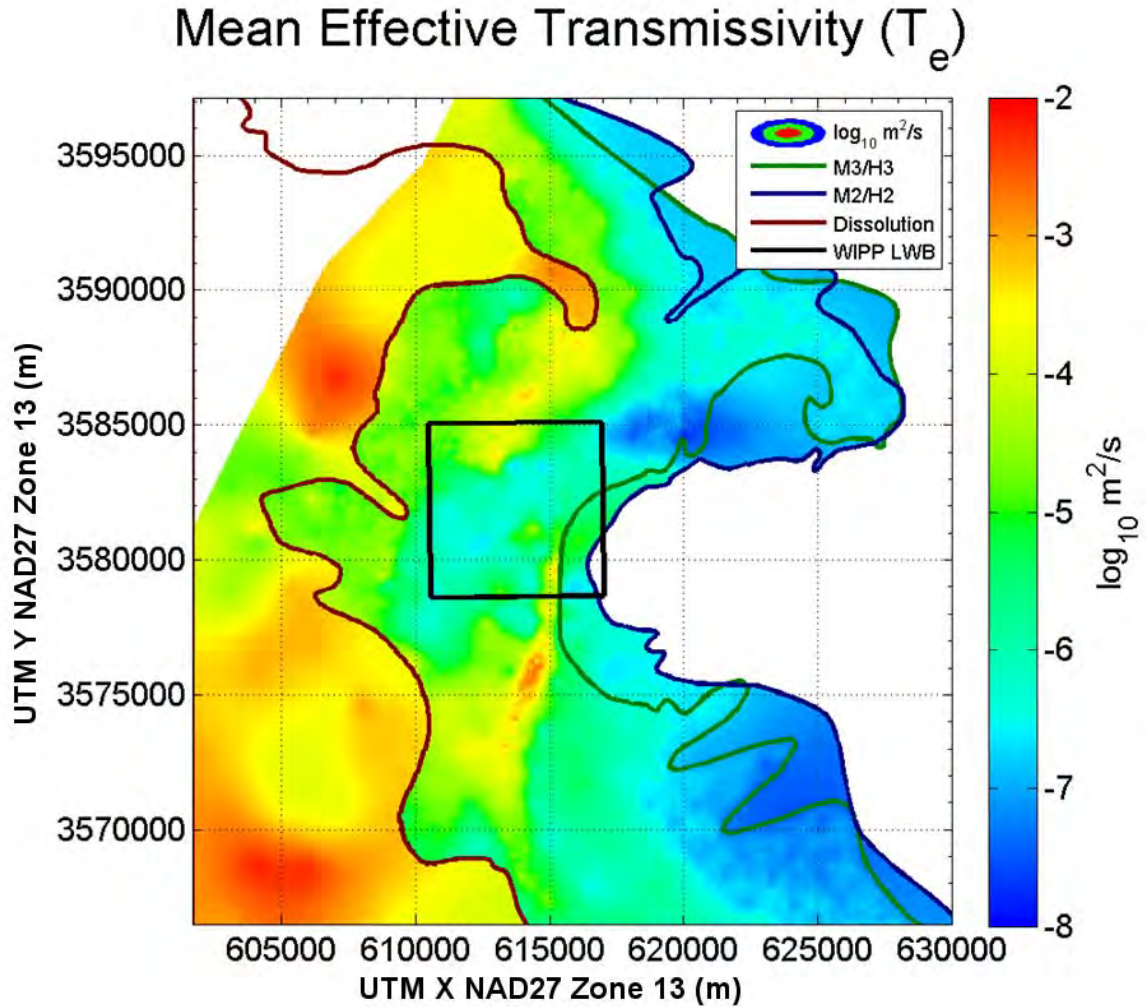 Mean Effective Transmissivity (Te)
log10 m2/s
M3/H3
M2/H2
Dissolution
WIPP LWB
3595000
3590000
3585000
3580000
3575000
3570000
UTM Y NAD27 Zone 13 (m)
605000 610000 615000 620000 625000 630000
UTM X NAD27 Zone 13 (m)
-2
-3
-4
-5
-6
-7
-8
log10 m2/s